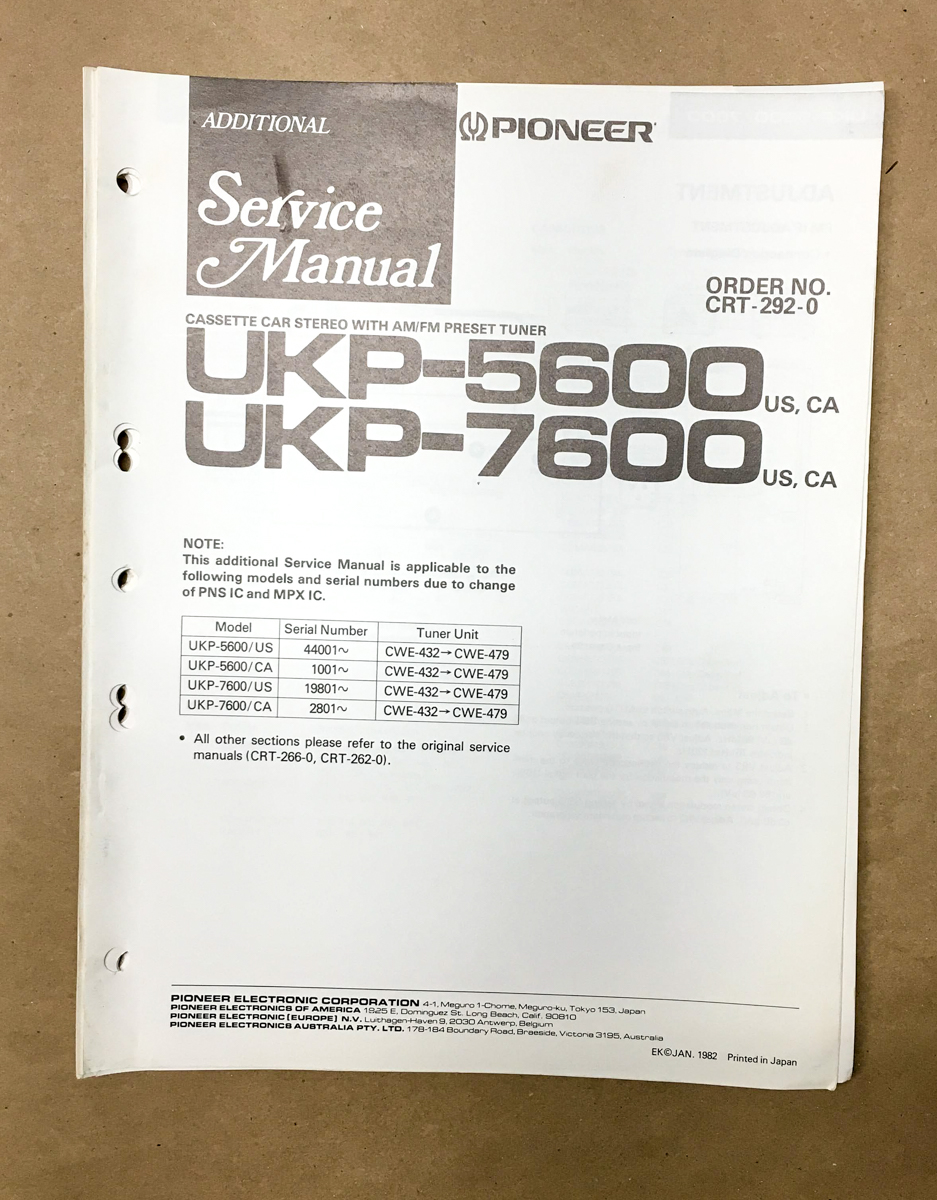 ADDITIONAL
Service
Manual
PIONEER
ORDER NO.
CRT-292-0
CASSETTE CAR STEREO WITH AM/FM PRESET TUNER
UKP-5600 US, CA
UKP-7600 US, CA
NOTE:
This additional Service Manual is applicable to the
following models and serial numbers due to change
of PNS IC and MPX IC.
Model Serial Number Tuner Unit
UKP-5600/US 44001~ CWE-432→CWE-479
UKP-5600/CA 1001~ CWE-432→CWE-479
UKP-7600/US 19801~ CWE-432→CWE-479
UKP-7600/CA 2801~ CWE-432→CWE-479
• All other sections please refer to the original service
manuals (CRT-266-0, CRT-262-0).
PIONEER ELECTRONIC CORPORATION 4-1, Meguro 1-Chome, Meguro-ku, Tokyo 153, Japan
PIONEER ELECTRONICS OF AMERICA 1925 E. Dominguez St. Long Beach, Calif. 90810
PIONEER ELECTRONIC (EUROPE) N.V. Luithagen-Haven 9, 2030 Antwerp, Belgium
PIONEER ELECTRONICS AUSTRALIA PTY. LTD. 178-184 Boundary Road, Braeside, Victoria 3195, Australia
EK©JAN. 1982 Printed in Japan